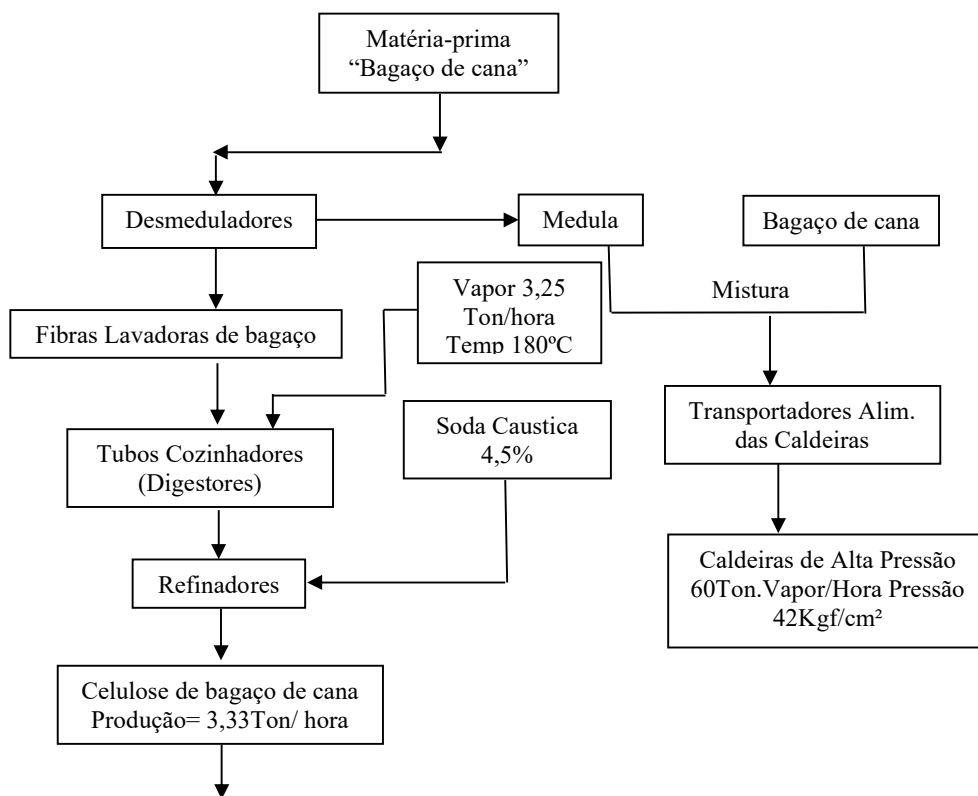 Matéria-prima
“Bagaço de cana”
Desmeduladores
Medula
Bagaço de cana
Vapor 3,25
Ton/hora
Temp 180ºC
Mistura
Fibras Lavadoras de bagaço
Transportadores Alim.
das Caldeiras
Soda Caustica
4,5%
Tubos Cozinhadores
(Digestores)
Caldeiras de Alta Pressão
60Ton.Vapor/Hora Pressão
42Kgf/cm²
Refinadores
Celulose de bagaço de cana
Produção= 3,33Ton/ hora